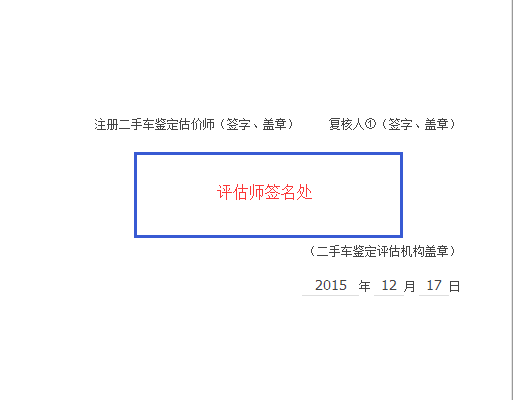 注册二手车鉴定估价师（签字、盖章） 复核人①（签字、盖章）
评估师签名处
（二手车鉴定评估机构盖章）
2015 年 12 月 17 日